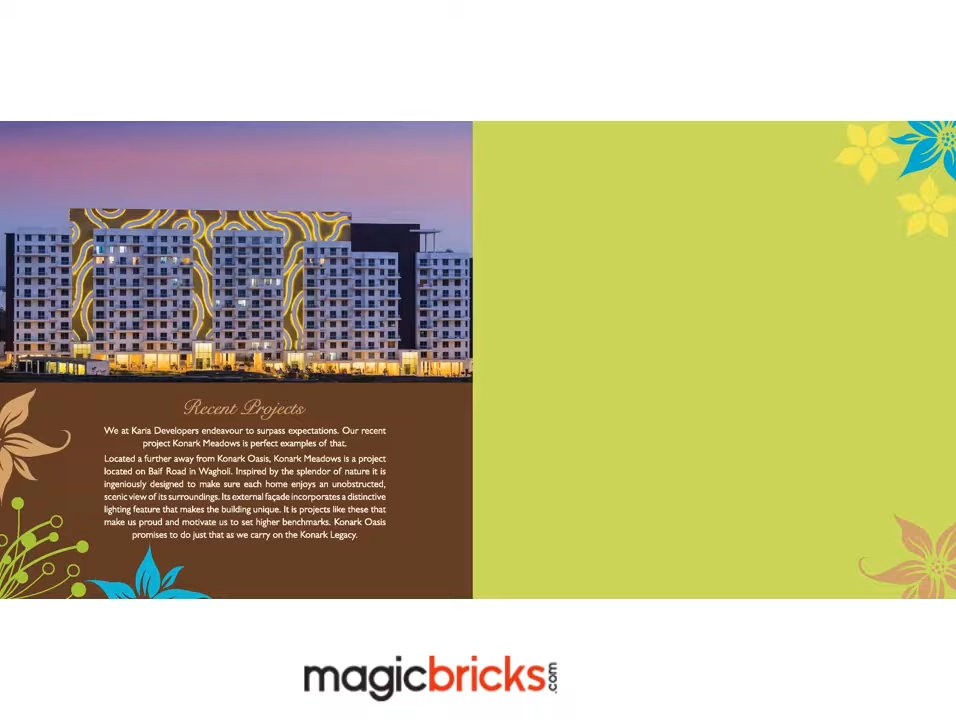 Recent Projects
We at Karia Developers endeavour to surpass expectations. Our recent
project Konark Meadows is perfect examples of that.
Located a further away from Konark Oasis, Konark Meadows is a project
located on Baif Road in Wagholi. Inspired by the splendor of nature it is
ingeniously designed to make sure each home enjoys an unobstructed,
scenic view of its surroundings. Its external façade incorporates a distinctive
lighting feature that makes the building unique. It is projects like these that
make us proud and motivate us to set higher benchmarks. Konark Oasis
promises to do just that as we carry on the Konark Legacy.
magicbricks.com